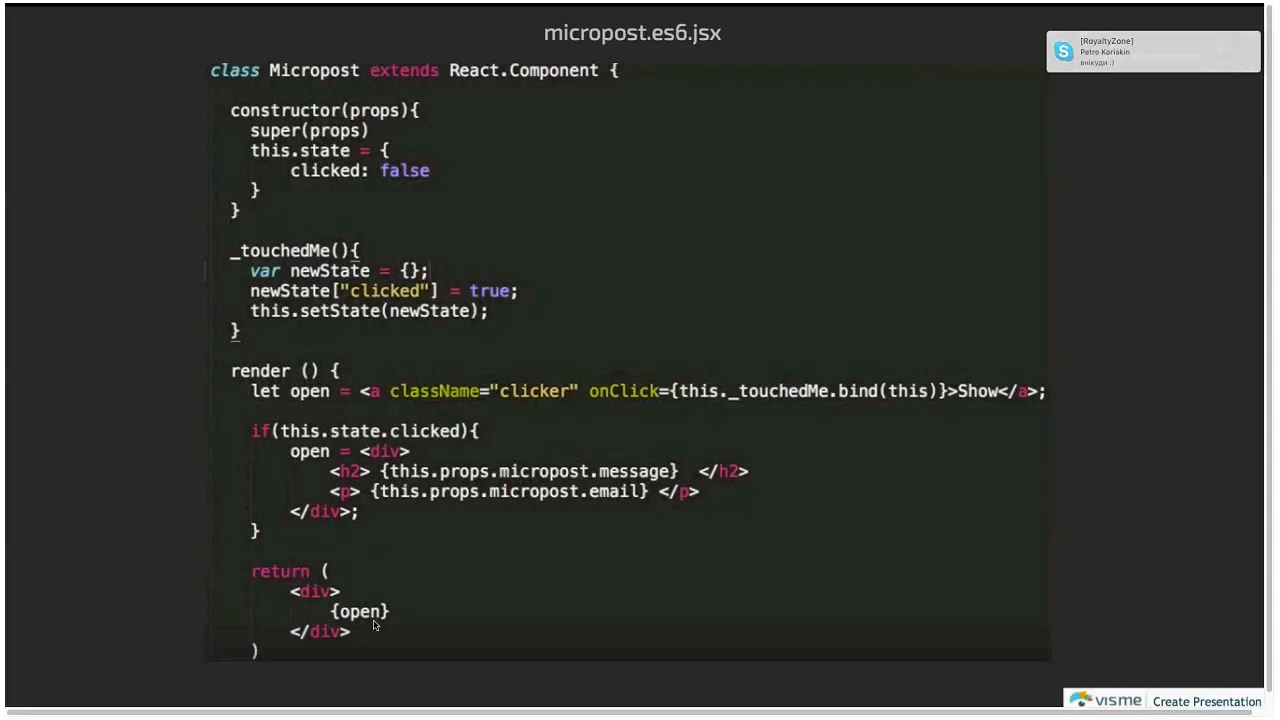 micropost.es6.jsx
[RoyaltyZone]
Petro Koriakin
внікуди :)
class Micropost extends React.Component {
constructor(props){
super(props)
this.state = {
clicked: false
}
}
_touchedMe(){
var newState = {};
newState["clicked"] = true;
this.setState(newState);
}
render () {
let open = <a className="clicker" onClick={this._touchedMe.bind(this)}>Show</a>;
if(this.state.clicked){
open = <div>
<h2> {this.props.micropost.message}  </h2>
<p> {this.props.micropost.email} </p>
</div>;
}
return (
<div>
{open}
</div>
)
visme Create Presentation